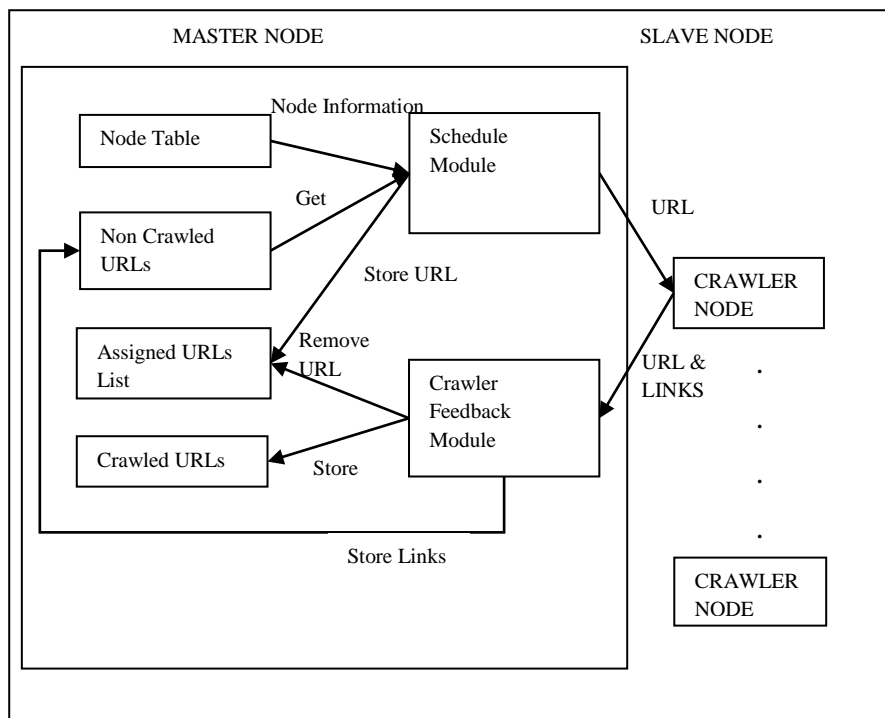 MASTER NODE
SLAVE NODE
Node Information
Node Table
Schedule
Module
Get
URL
Non Crawled
URLs
Store URL
CRAWLER
NODE
Remove
URL
Assigned URLs
List
Crawler
Feedback
Module
URL &
LINKS
Crawled URLs
Store
Store Links
CRAWLER
NODE